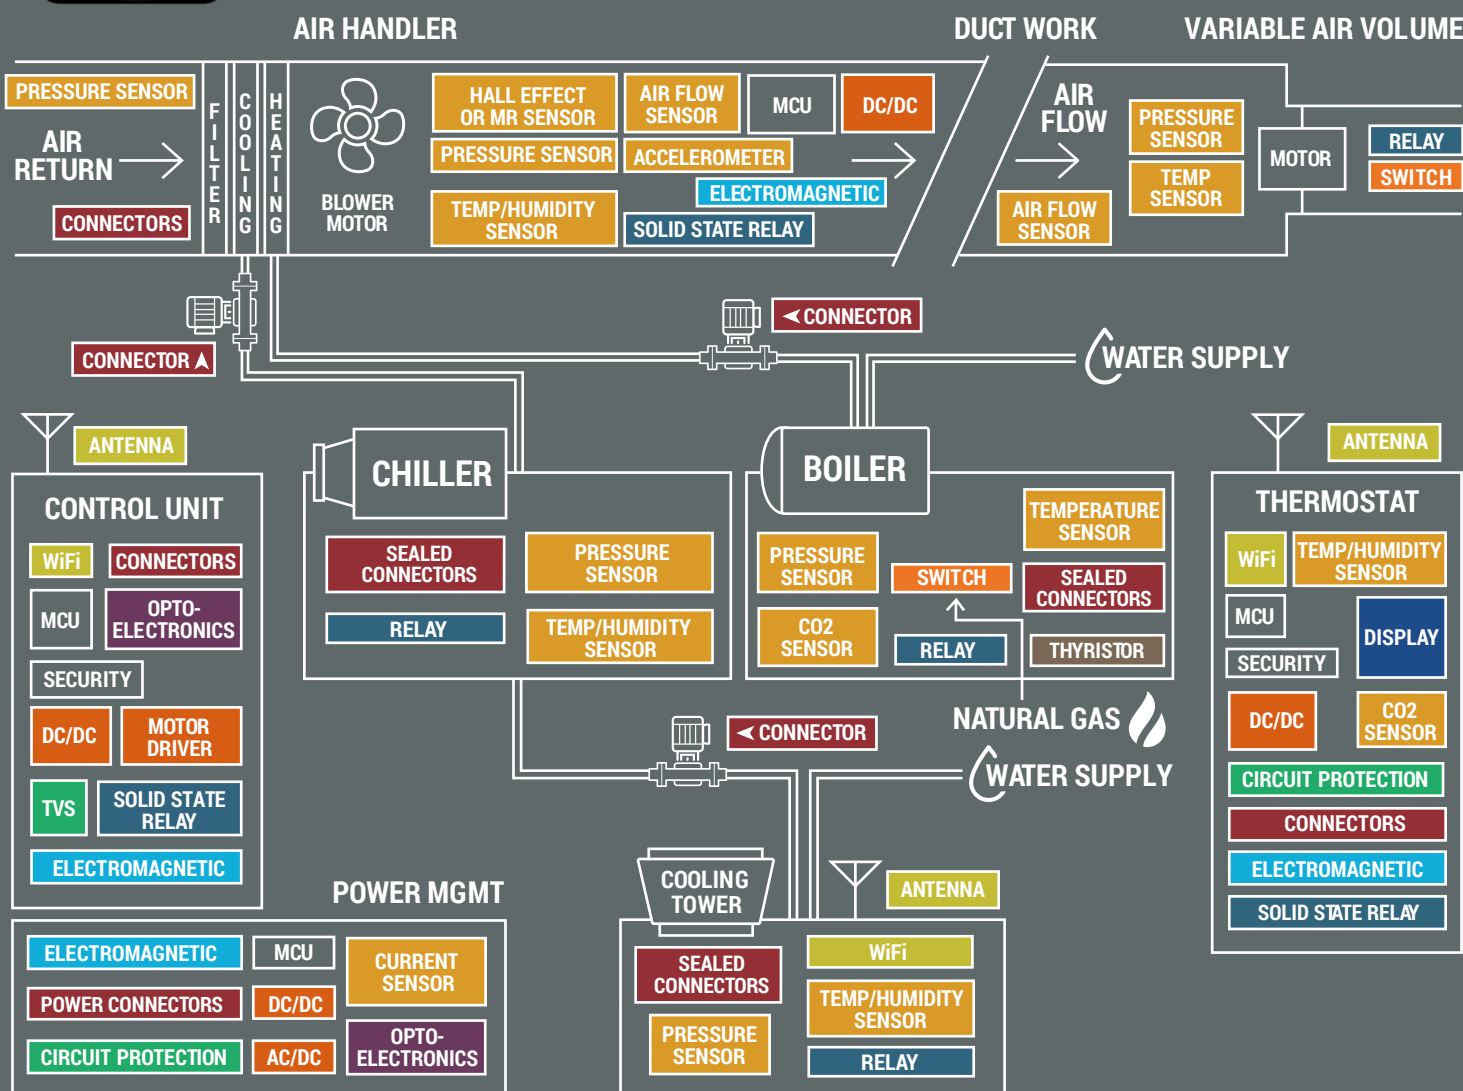 AIR HANDLER
DUCT WORK
VARIABLE AIR VOLUME
PRESSURE SENSOR
AIR
RETURN
CONNECTORS
FILTER
COOLING
HEATING
BLOWER
MOTOR
HALL EFFECT
OR MR SENSOR
AIR FLOW
SENSOR
MCU
DC/DC
PRESSURE SENSOR
ACCELEROMETER
ELECTROMAGNETIC
TEMP/HUMIDITY
SENSOR
SOLID STATE RELAY
AIR
FLOW
AIR FLOW
SENSOR
PRESSURE
SENSOR
TEMP
SENSOR
MOTOR
RELAY
SWITCH
CONNECTOR
CONNECTOR
WATER SUPPLY
ANTENNA
CONTROL UNIT
WiFi
CONNECTORS
MCU
OPTO-
ELECTRONICS
SECURITY
DC/DC
MOTOR
DRIVER
TVS
SOLID STATE
RELAY
ELECTROMAGNETIC
CHILLER
SEALED
CONNECTORS
PRESSURE
SENSOR
RELAY
TEMP/HUMIDITY
SENSOR
BOILER
TEMPERATURE
SENSOR
PRESSURE
SENSOR
SWITCH
SEALED
CONNECTORS
CO2
SENSOR
RELAY
THYRISTOR
NATURAL GAS
WATER SUPPLY
CONNECTOR
ANTENNA
THERMOSTAT
WiFi
TEMP/HUMIDITY
SENSOR
MCU
DISPLAY
SECURITY
DC/DC
CO2
SENSOR
CIRCUIT PROTECTION
CONNECTORS
ELECTROMAGNETIC
SOLID STATE RELAY
POWER MGMT
ELECTROMAGNETIC
MCU
CURRENT
SENSOR
POWER CONNECTORS
DC/DC
CIRCUIT PROTECTION
AC/DC
OPTO-
ELECTRONICS
COOLING
TOWER
ANTENNA
SEALED
CONNECTORS
WiFi
TEMP/HUMIDITY
SENSOR
PRESSURE
SENSOR
RELAY